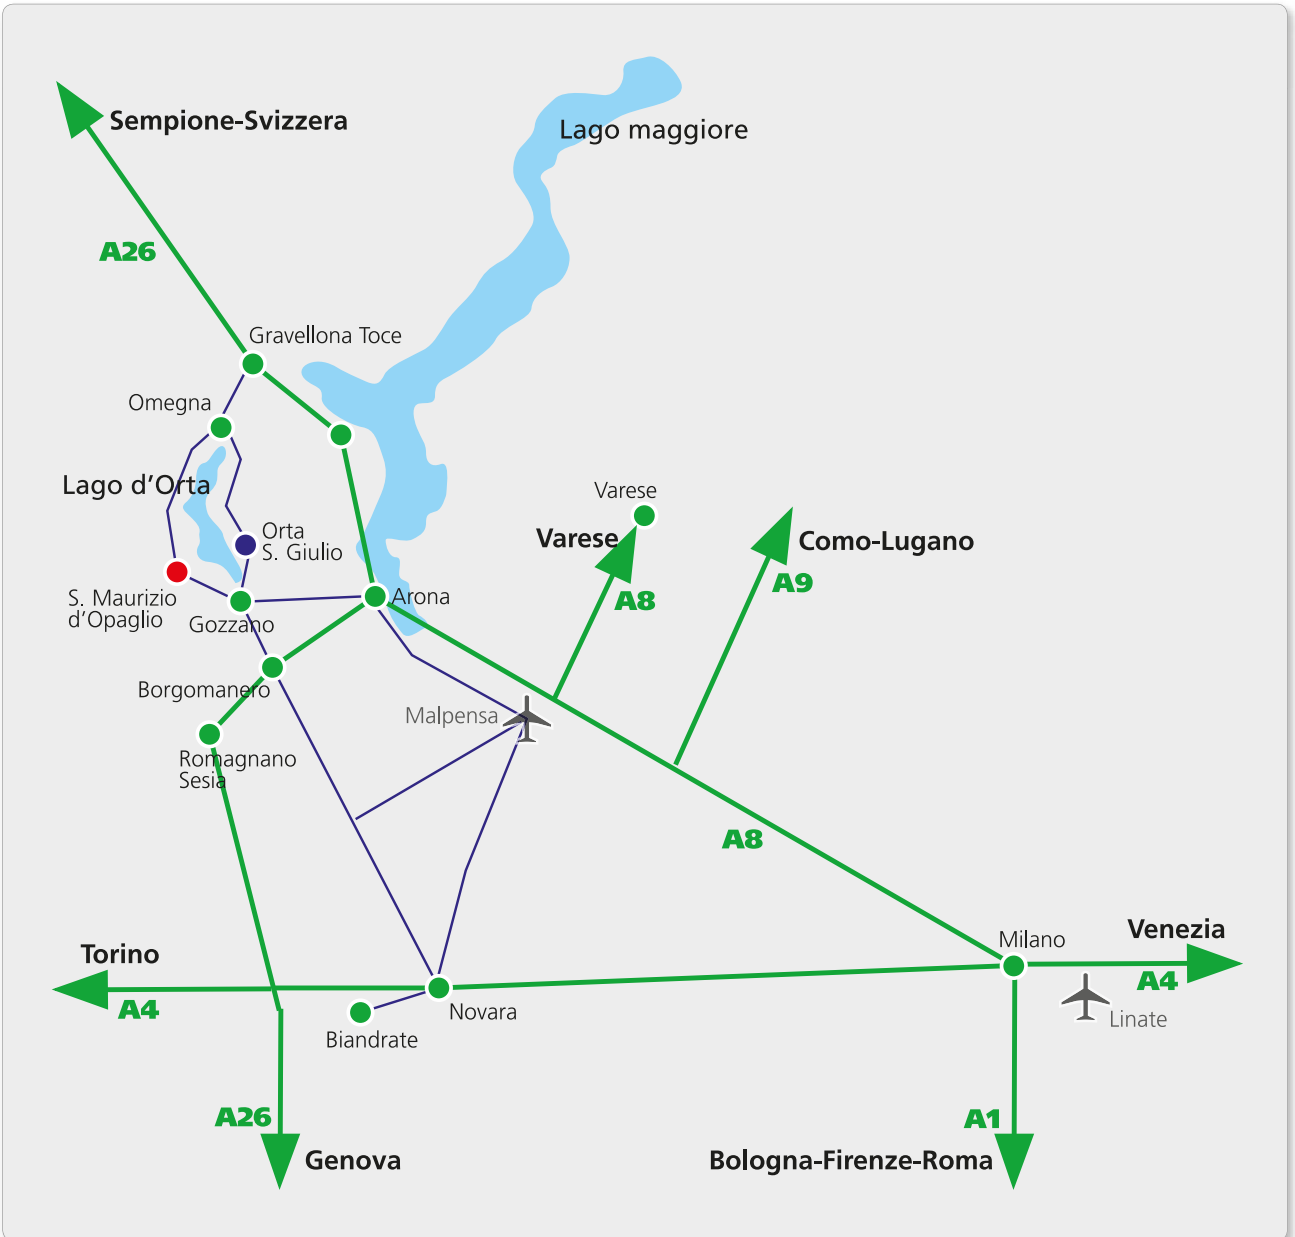 Sempione-Svizzera
Lago maggiore
A26
Gravellona Toce
Omegna
Lago d'Orta
Varese
Varese
Orta
S. Giulio
Como-Lugano
A9
A8
S. Maurizio
d'Opaglio
Gozzano
Arona
Borgomanero
Malpensa
Romagnano
Sesia
A8
Torino
A4
Milano
Venezia
A4
Linate
Novara
Biandrate
A26
Genova
A1
Bologna-Firenze-Roma